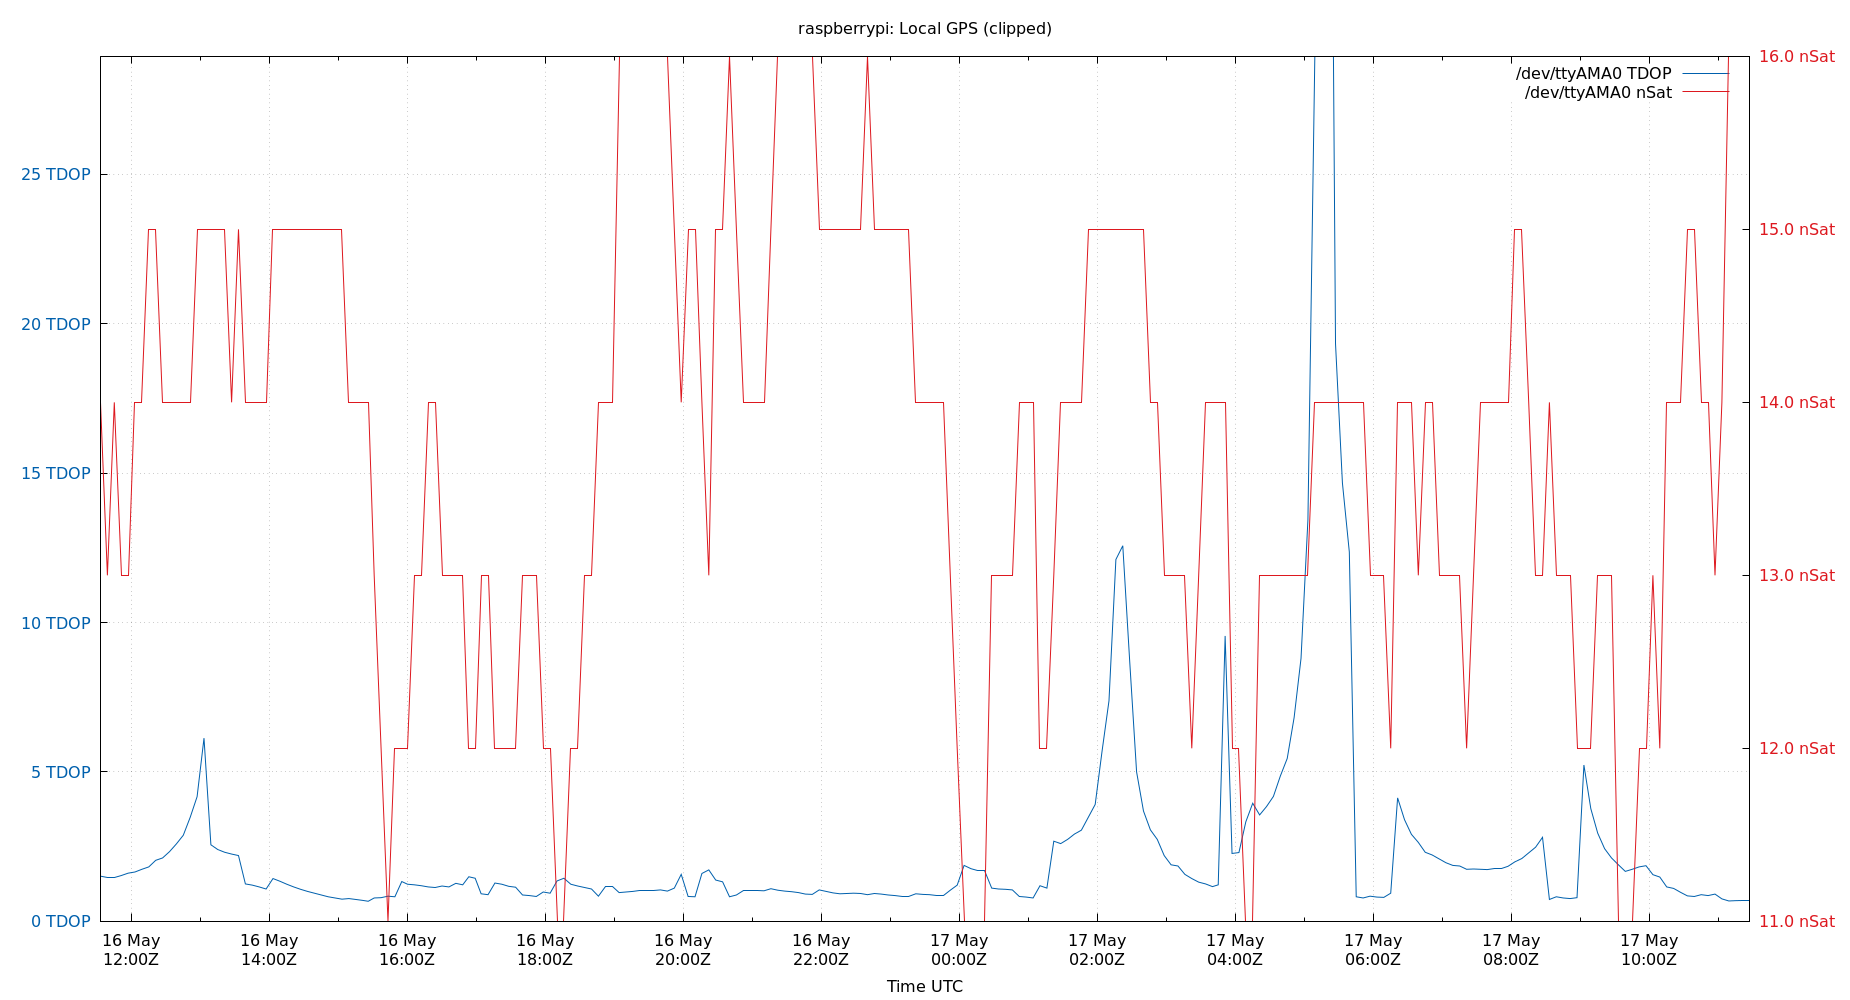 raspberrypi: Local GPS (clipped)
/dev/ttyAMA0 TDOP
/dev/ttyAMA0 nSat
25 TDOP
20 TDOP
15 TDOP
10 TDOP
5 TDOP
0 TDOP
16.0 nSat
15.0 nSat
14.0 nSat
13.0 nSat
12.0 nSat
11.0 nSat
16 May
12:00Z
16 May
14:00Z
16 May
16:00Z
16 May
18:00Z
16 May
20:00Z
16 May
22:00Z
17 May
00:00Z
17 May
02:00Z
17 May
04:00Z
17 May
06:00Z
17 May
08:00Z
17 May
10:00Z
Time UTC